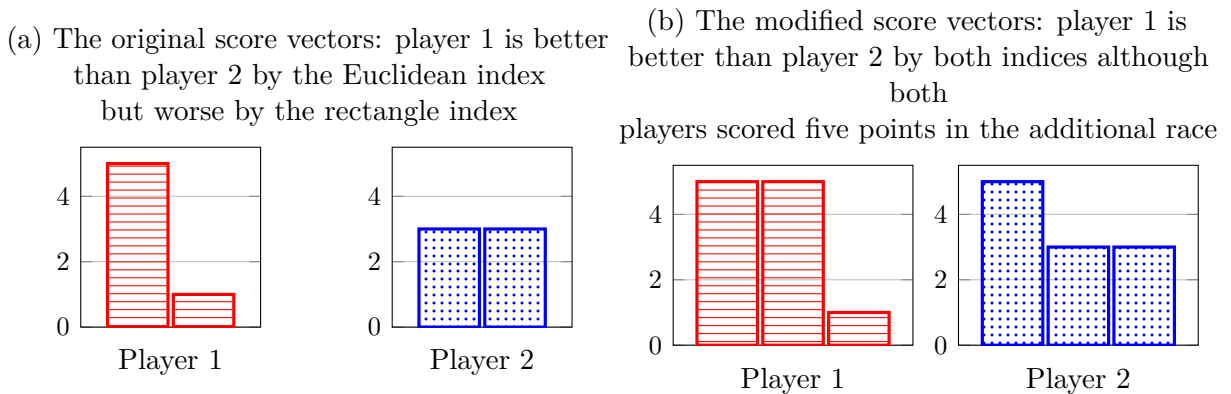 (a) The original score vectors: player 1 is better
than player 2 by the Euclidean index
but worse by the rectangle index
4
2
0
Player 1
4
2
0
Player 2
(b) The modified score vectors: player 1 is
better than player 2 by both indices although
both
players scored five points in the additional race
4
2
0
Player 1
4
2
0
Player 2